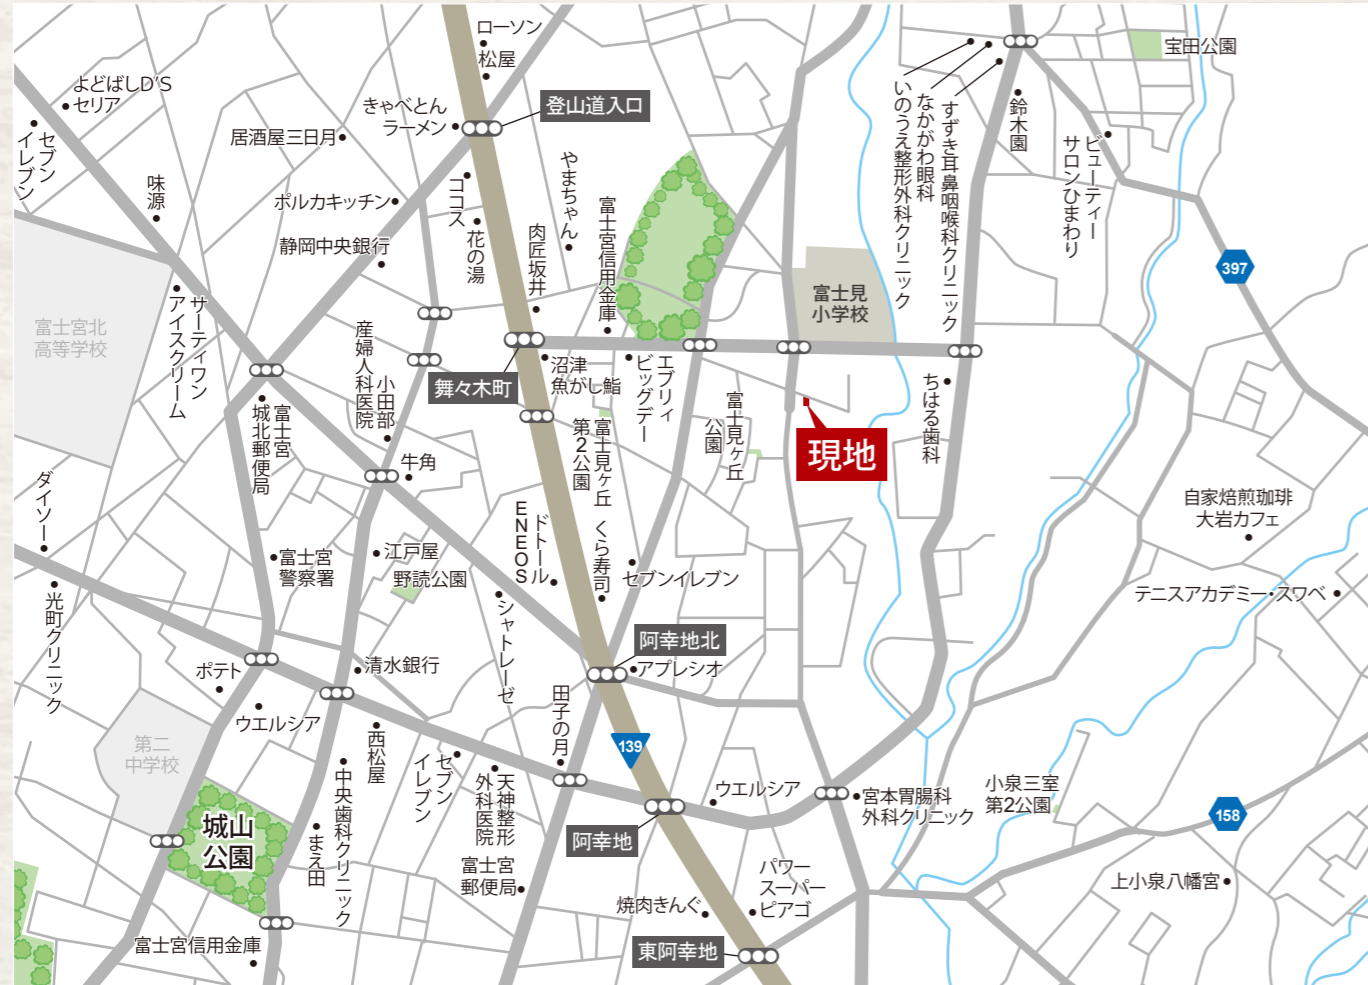 ローソン
松屋
宝田公園
よどばしD'S
セリア
きゃべとん
ラーメン
登山道入口
セブン
イレブン
居酒屋三日月
味源
ポルカキッチン
ココス
花の湯
静岡中央銀行
やまちゃん
肉匠坂井
富士宮信用金庫
いのうえ整形外科クリニック
なかがわ眼科
すずき耳鼻咽喉科クリニック
鈴木園
ビューティー
サロンひまわり
397
富士見
小学校
富士宮北
高等学校
サーティワン
アイスクリーム
小田部
産婦人科医院
舞々木町
沼津
魚がし鮨
エブリィ
ビッグデー
富士見ヶ丘
公園
現地
ちはる歯科
富士宮
城北郵便局
牛角
富士見ヶ丘
第2公園
ダイソー
自家焙煎珈琲
大岩カフェ
富士宮
警察署
江戸屋
野読公園
ドトール
ENEOS
くら寿司
セブンイレブン
テニスアカデミー・スワベ
光町クリニック
シャトレーゼ
阿幸地北
アプレシオ
ポテト
清水銀行
ウエルシア
第二
中学校
西松屋
田子の月
139
セブン
イレブン
天神整形
外科医院
ウエルシア
宮本胃腸科
外科クリニック
小泉三室
第2公園
158
城山
公園
まえ田
中央歯科クリニック
阿幸地
富士宮
郵便局
パワー
スーパー
ピアゴ
上小泉八幡宮
焼肉きんぐ
富士宮信用金庫
東阿幸地